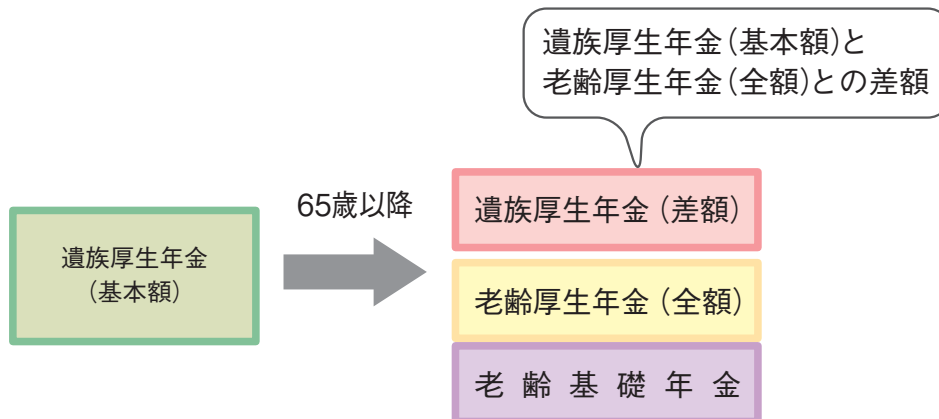 遺族厚生年金（基本額）と
老齢厚生年金（全額）との差額
65歳以降
遺族厚生年金
（基本額）
遺族厚生年金（差額）
老齢厚生年金（全額）
老齢基礎年金